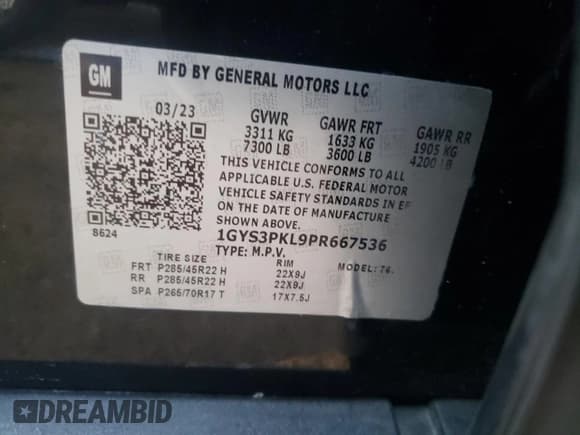 GM
MFD BY GENERAL MOTORS LLC
03/23
GVWR
GAWR FRT
GAWR RR
3311 KG
1633 KG
1905 KG
7300 LB
3600 LB
4200 LB
THIS VEHICLE CONFORMS TO ALL
APPLICABLE U.S. FEDERAL MOTOR
VEHICLE SAFETY STANDARDS IN EF
ON THE DATE OF MANUFACTURE
SHOWN ABOVE.
8624
1GYS3PKL9PR667536
TYPE: M.P.V.
MODEL: 76
TIRE SIZE
RIM
FRT P285/45R22 H
22X9J
RR P285/45R22 H
22X9J
SPA P265/70R17 T
17X7.5J
DREAMBID